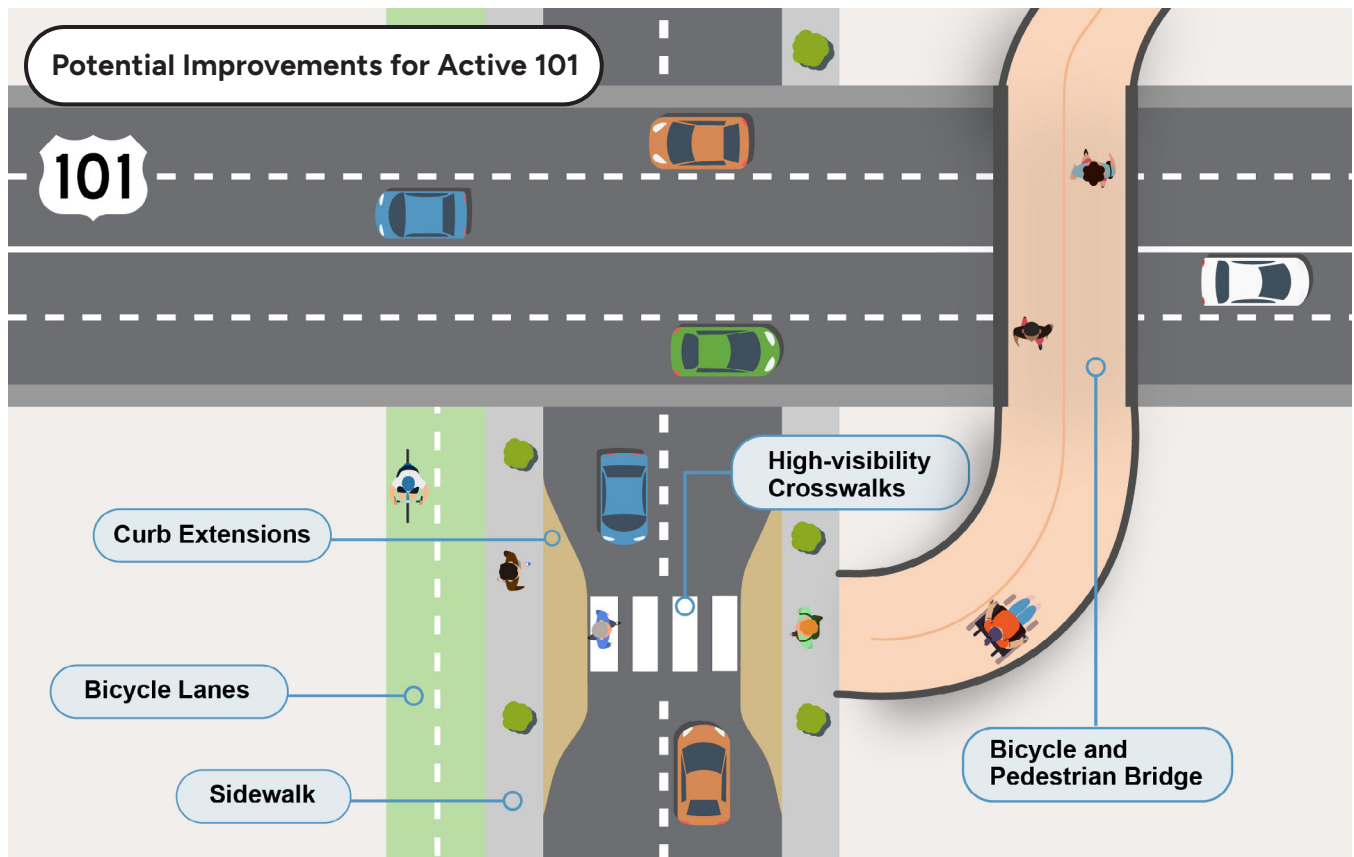 Potential Improvements for Active 101
101
High-visibility
Crosswalks
Curb Extensions
Bicycle Lanes
Sidewalk
Bicycle and
Pedestrian Bridge